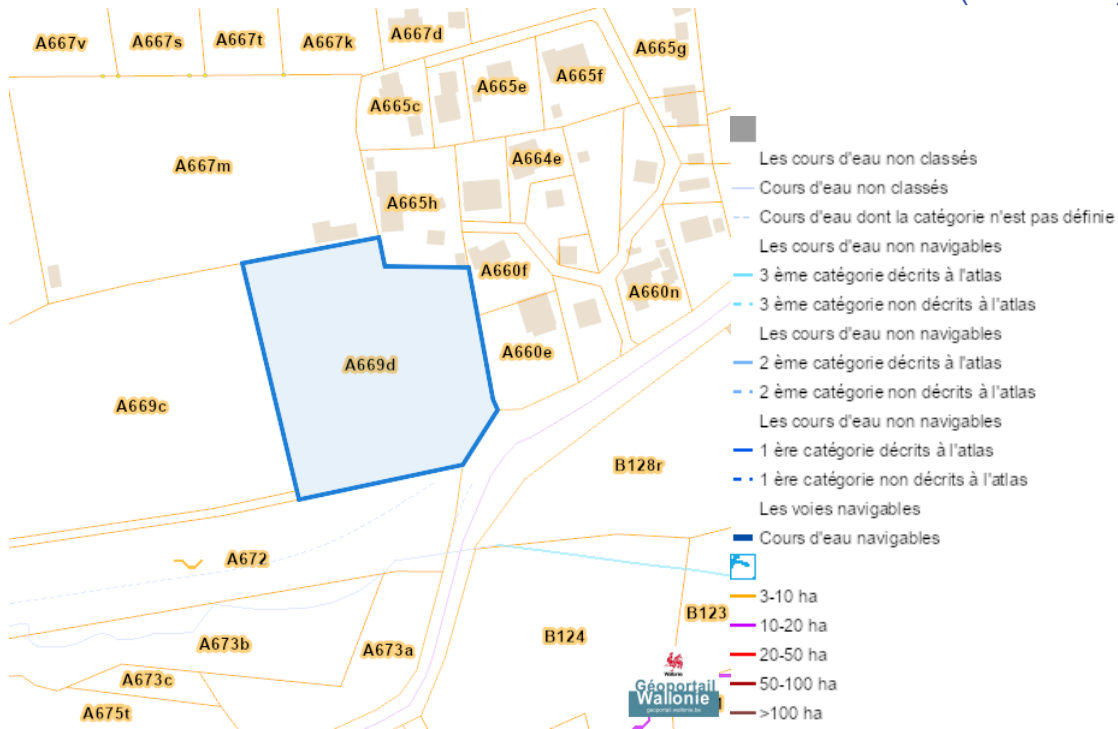 A667v
A667s
A667t
A667k
A667d
A665g
A665e
A665f
A665c
A667m
A664e
A665h
A660f
A660n
A669d
A660e
A669c
B128r
A672
A673b
A673a
B124
B123
A673c
A675t
Wallonie
Géoportail
Wallonie
geoportail.wallonie.be
Les cours d'eau non classés
Cours d'eau non classés
Cours d'eau dont la catégorie n'est pas définie
Les cours d'eau non navigables
3 ème catégorie décrits à l'atlas
3 ème catégorie non décrits à l'atlas
Les cours d'eau non navigables
2 ème catégorie décrits à l'atlas
2 ème catégorie non décrits à l'atlas
Les cours d'eau non navigables
1 ère catégorie décrits à l'atlas
1 ère catégorie non décrits à l'atlas
Les voies navigables
Cours d'eau navigables
3-10 ha
10-20 ha
20-50 ha
50-100 ha
>100 ha